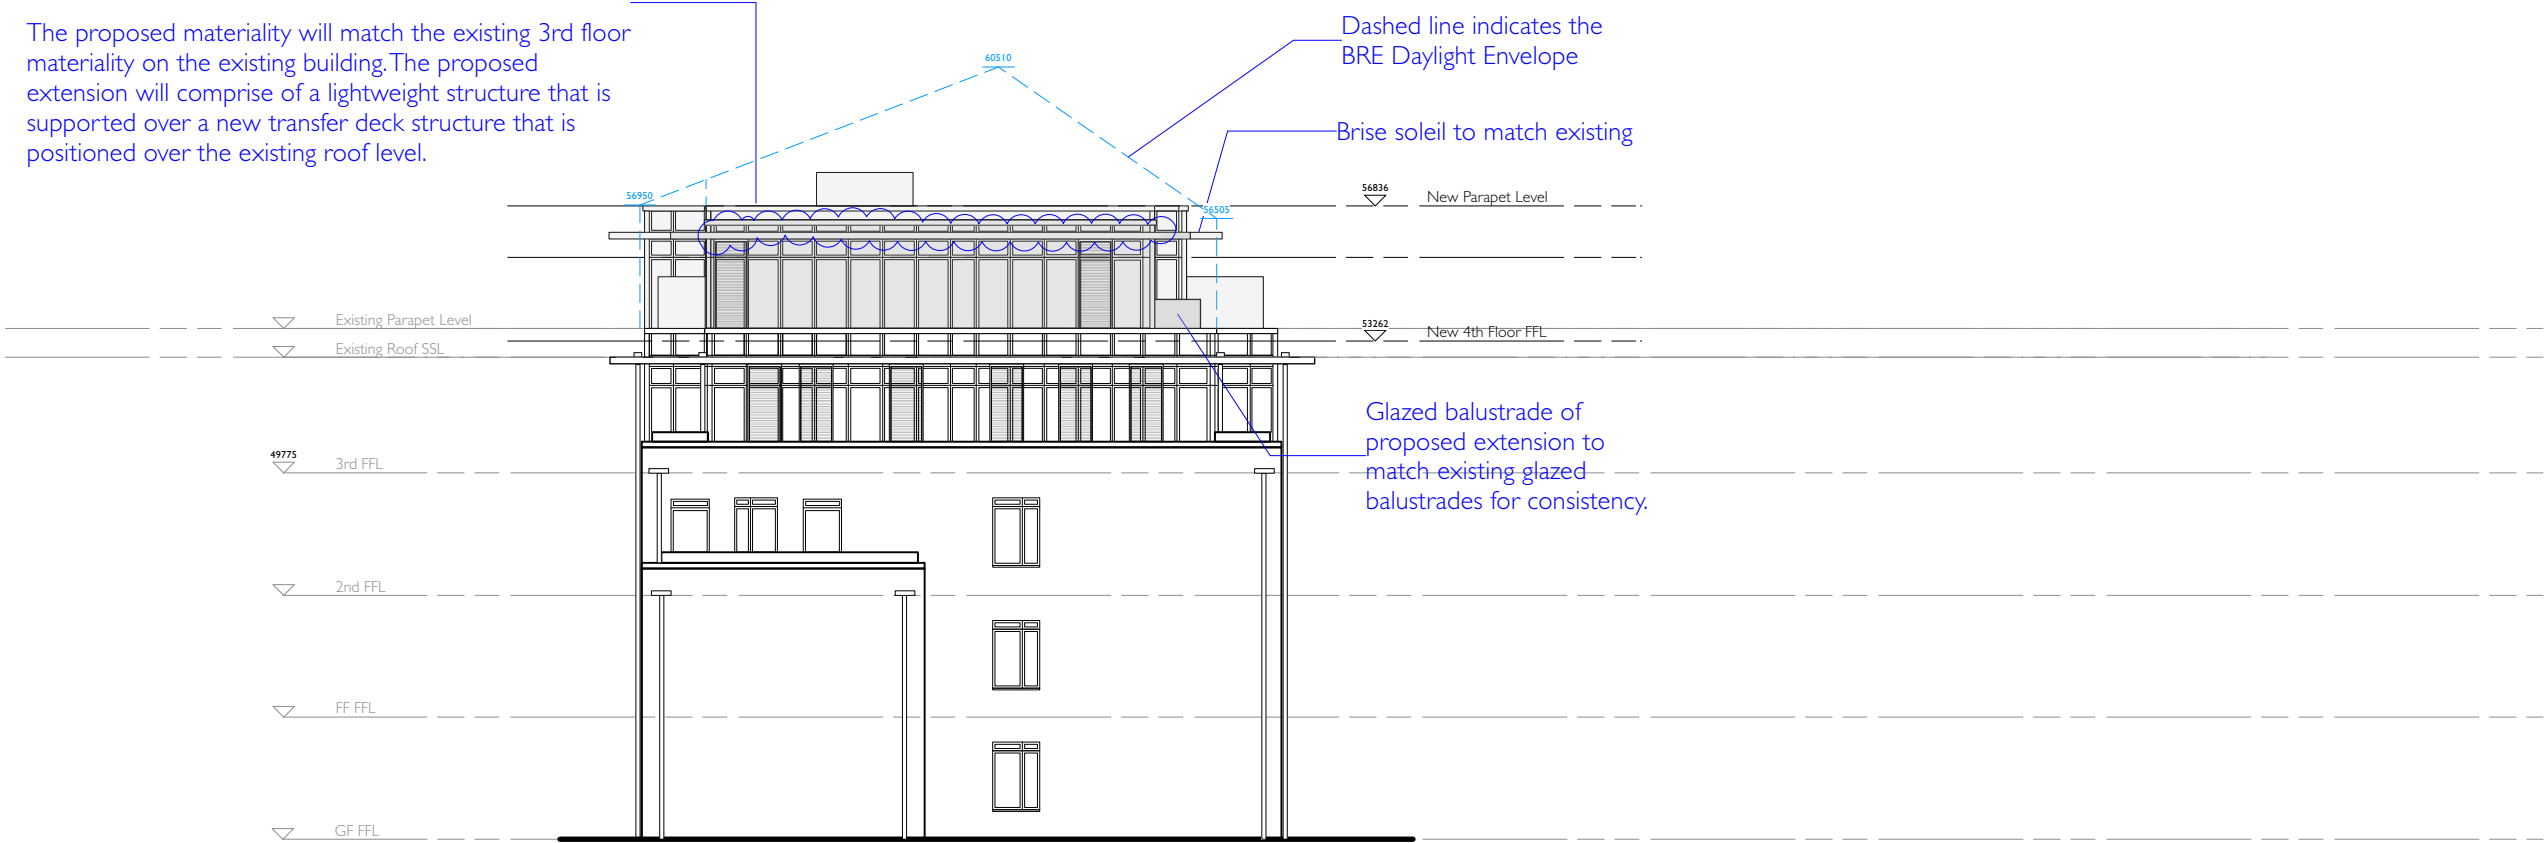 The proposed materiality will match the existing 3rd floor
materiality on the existing building. The proposed
extension will comprise of a lightweight structure that is
supported over a new transfer deck structure that is
positioned over the existing roof level.
Dashed line indicates the
BRE Daylight Envelope
60510
Brise soleil to match existing
56950
56836
New Parapet Level
56505
Existing Parapet Level
53262
New 4th Floor FFL
Existing Roof SSL
Glazed balustrade of
proposed extension to
match existing glazed
balustrades for consistency.
49775
3rd FFL
2nd FFL
FF FFL
GF FFL